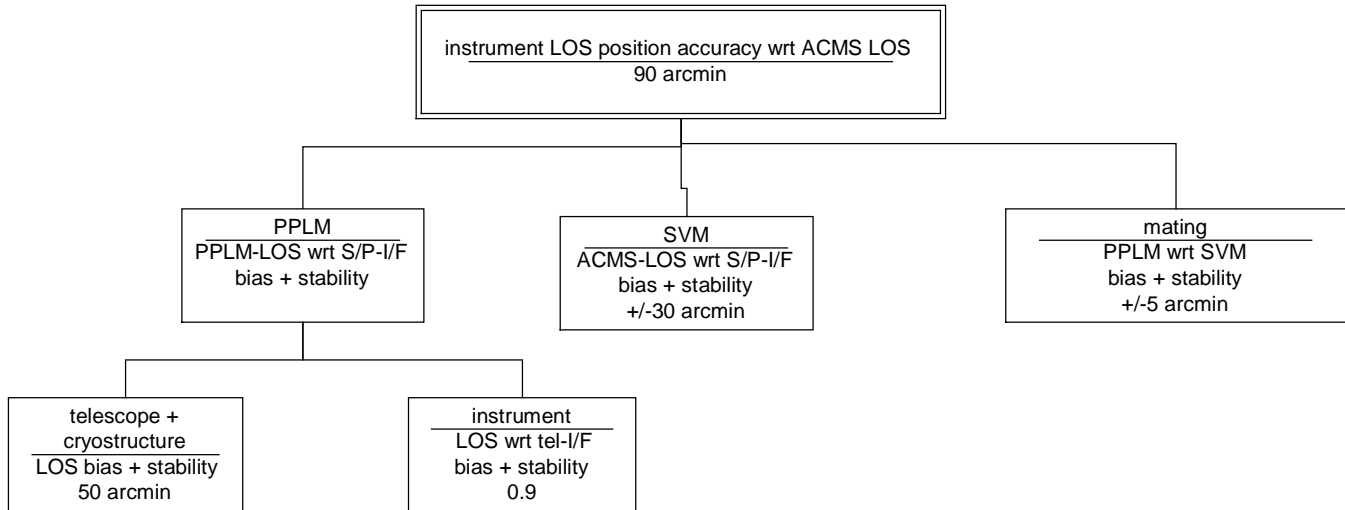 instrument LOS position accuracy wrt ACMS LOS
90 arcmin
PPLM
PPLM-LOS wrt S/P-I/F
bias + stability
SVM
ACMS-LOS wrt S/P-I/F
bias + stability
+/-30 arcmin
mating
PPLM wrt SVM
bias + stability
+/-5 arcmin
telescope +
cryostructure
LOS bias + stability
50 arcmin
instrument
LOS wrt tel-I/F
bias + stability
0.9